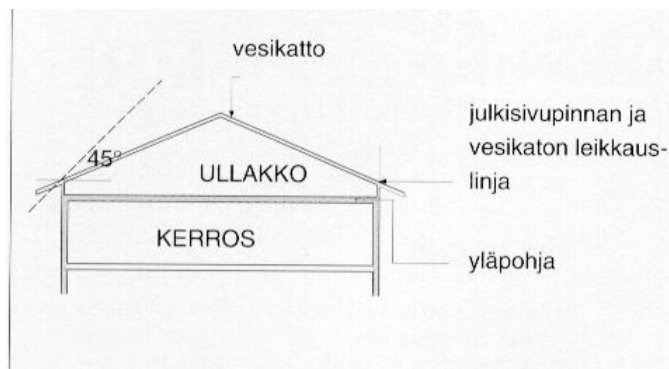 vesikatto
45°
julkisivupinnan ja
vesikaton leikkaus-
linja
ULLAKKO
KERROS
yläpohja